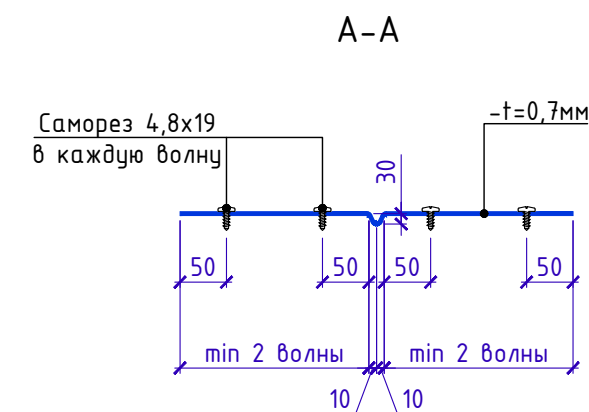 А-А
Саморез 4,8х19
в каждую волну
-t=0,7мм
30
50 50 50 50
min 2 волны min 2 волны
10 10